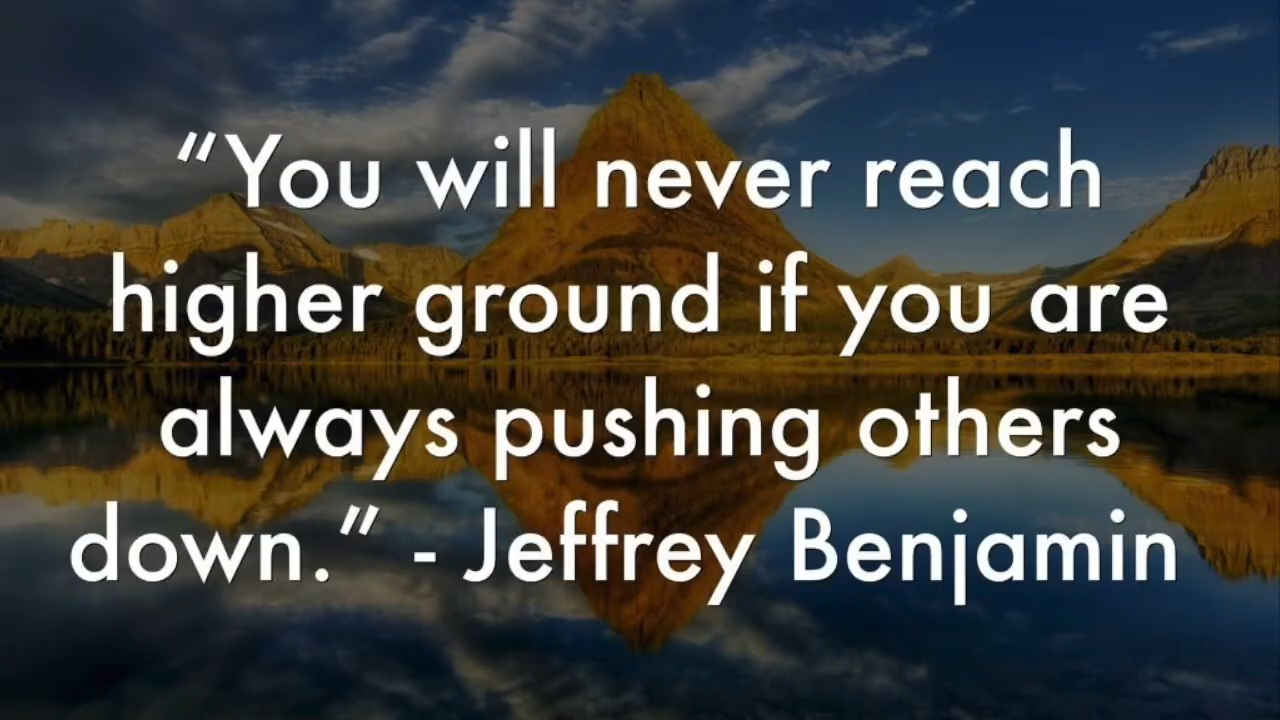 “You will never reach
higher ground if you are
always pushing others
down.” - Jeffrey Benjamin